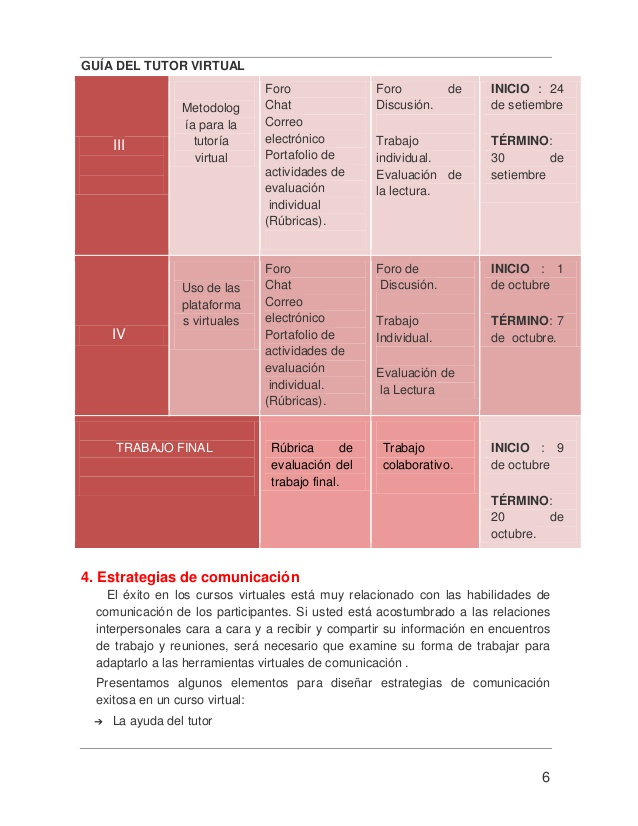 GUÍA DEL TUTOR VIRTUAL
III
Metodolog
ía para la
tutoría
virtual
Foro
Chat
Correo
electrónico
Portafolio de
actividades de
evaluación
individual
(Rúbricas).
Foro de
Discusión.
Trabajo
individual.
Evaluación de
la lectura.
INICIO : 24
de setiembre
TÉRMINO:
30 de
setiembre
IV
Uso de las
plataforma
s virtuales
Foro
Chat
Correo
electrónico
Portafolio de
actividades de
evaluación
individual.
(Rúbricas).
Foro de
Discusión.
Trabajo
Individual.
Evaluación de
la Lectura
INICIO : 1
de octubre
TÉRMINO: 7
de octubre.
TRABAJO FINAL
Rúbrica de
evaluación del
trabajo final.
Trabajo
colaborativo.
INICIO : 9
de octubre
TÉRMINO:
20 de
octubre.
4. Estrategias de comunicación
El éxito en los cursos virtuales está muy relacionado con las habilidades de
comunicación de los participantes. Si usted está acostumbrado a las relaciones
interpersonales cara a cara y a recibir y compartir su información en encuentros
de trabajo y reuniones, será necesario que examine su forma de trabajar para
adaptarlo a las herramientas virtuales de comunicación .
Presentamos algunos elementos para diseñar estrategias de comunicación
exitosa en un curso virtual:
➔ La ayuda del tutor
6